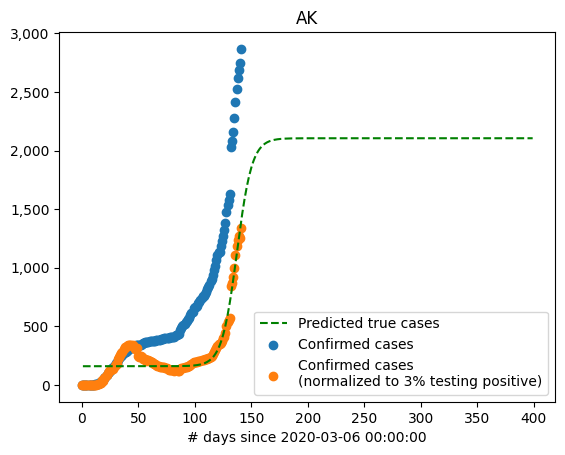 AK
3,000
2,500
2,000
1,500
1,000
500
0
0 50 100 150 200 250 300 350 400
# days since 2020-03-06 00:00:00
Predicted true cases
Confirmed cases
Confirmed cases
(normalized to 3% testing positive)